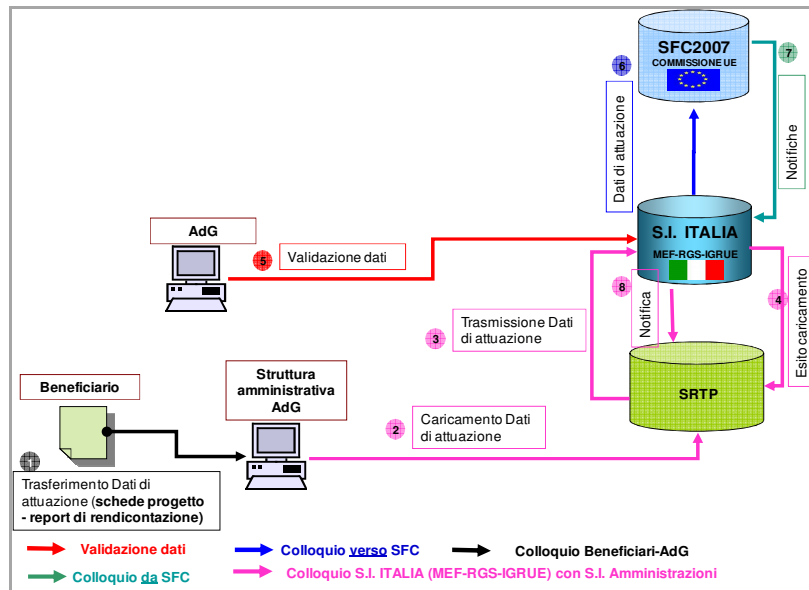 SFC2007
COMMISSIONE UE
7
6
Dati di attuazione
Notifiche
AdG
S.I. ITALIA
MEF-RGS-IGRUE
5
Validazione dati
8
Notifica
4
Esito caricamento
3
Trasmissione Dati
di attuazione
Struttura
amministrativa
AdG
Beneficiario
SRTP
2
Caricamento Dati
di attuazione
1
Trasferimento Dati di
attuazione (schede progetto
- report di rendicontazione)
Validazione dati
Colloquio verso SFC
Colloquio Beneficiari-AdG
Colloquio da SFC
Colloquio S.I. ITALIA (MEF-RGS-IGRUE) con S.I. Amministrazioni